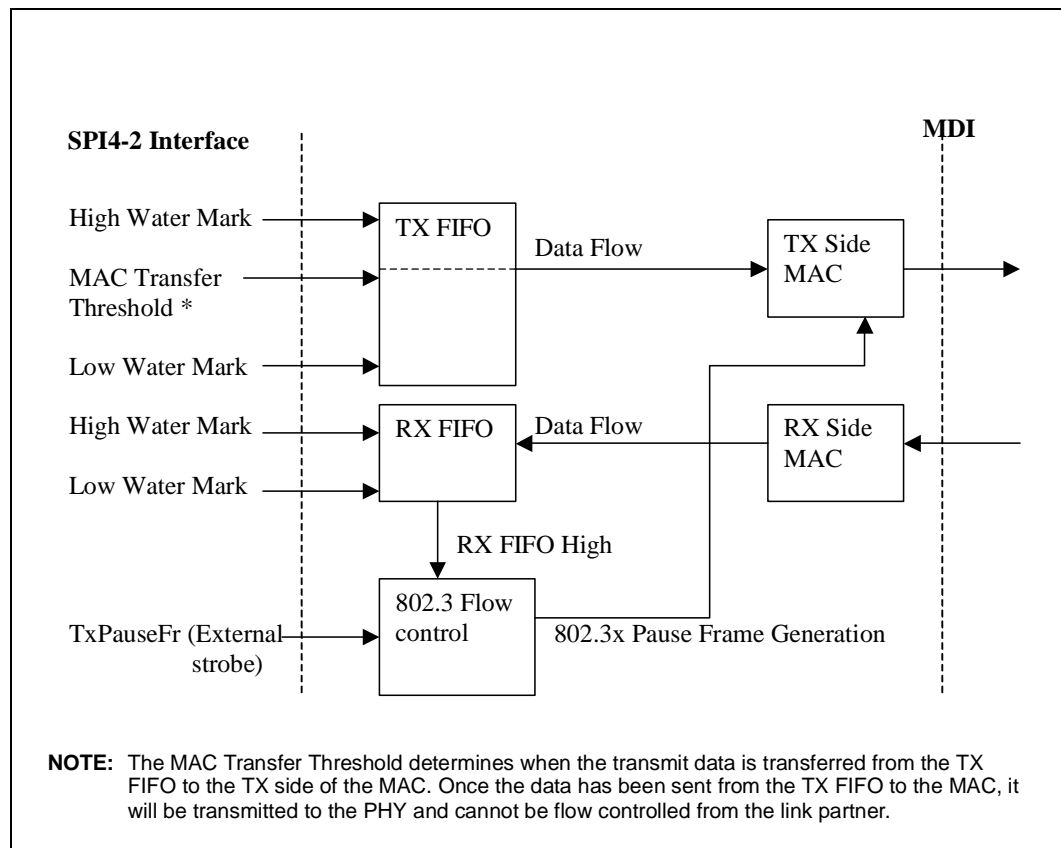 SPI4-2 Interface
MDI
High Water Mark
TX FIFO
Data Flow
TX Side
MAC
MAC Transfer
Threshold *
Low Water Mark
High Water Mark
RX FIFO
Data Flow
RX Side
MAC
Low Water Mark
RX FIFO High
802.3 Flow
control
TxPauseFr (External
strobe)
802.3x Pause Frame Generation
NOTE: The MAC Transfer Threshold determines when the transmit data is transferred from the TX
FIFO to the TX side of the MAC. Once the data has been sent from the TX FIFO to the MAC, it
will be transmitted to the PHY and cannot be flow controlled from the link partner.